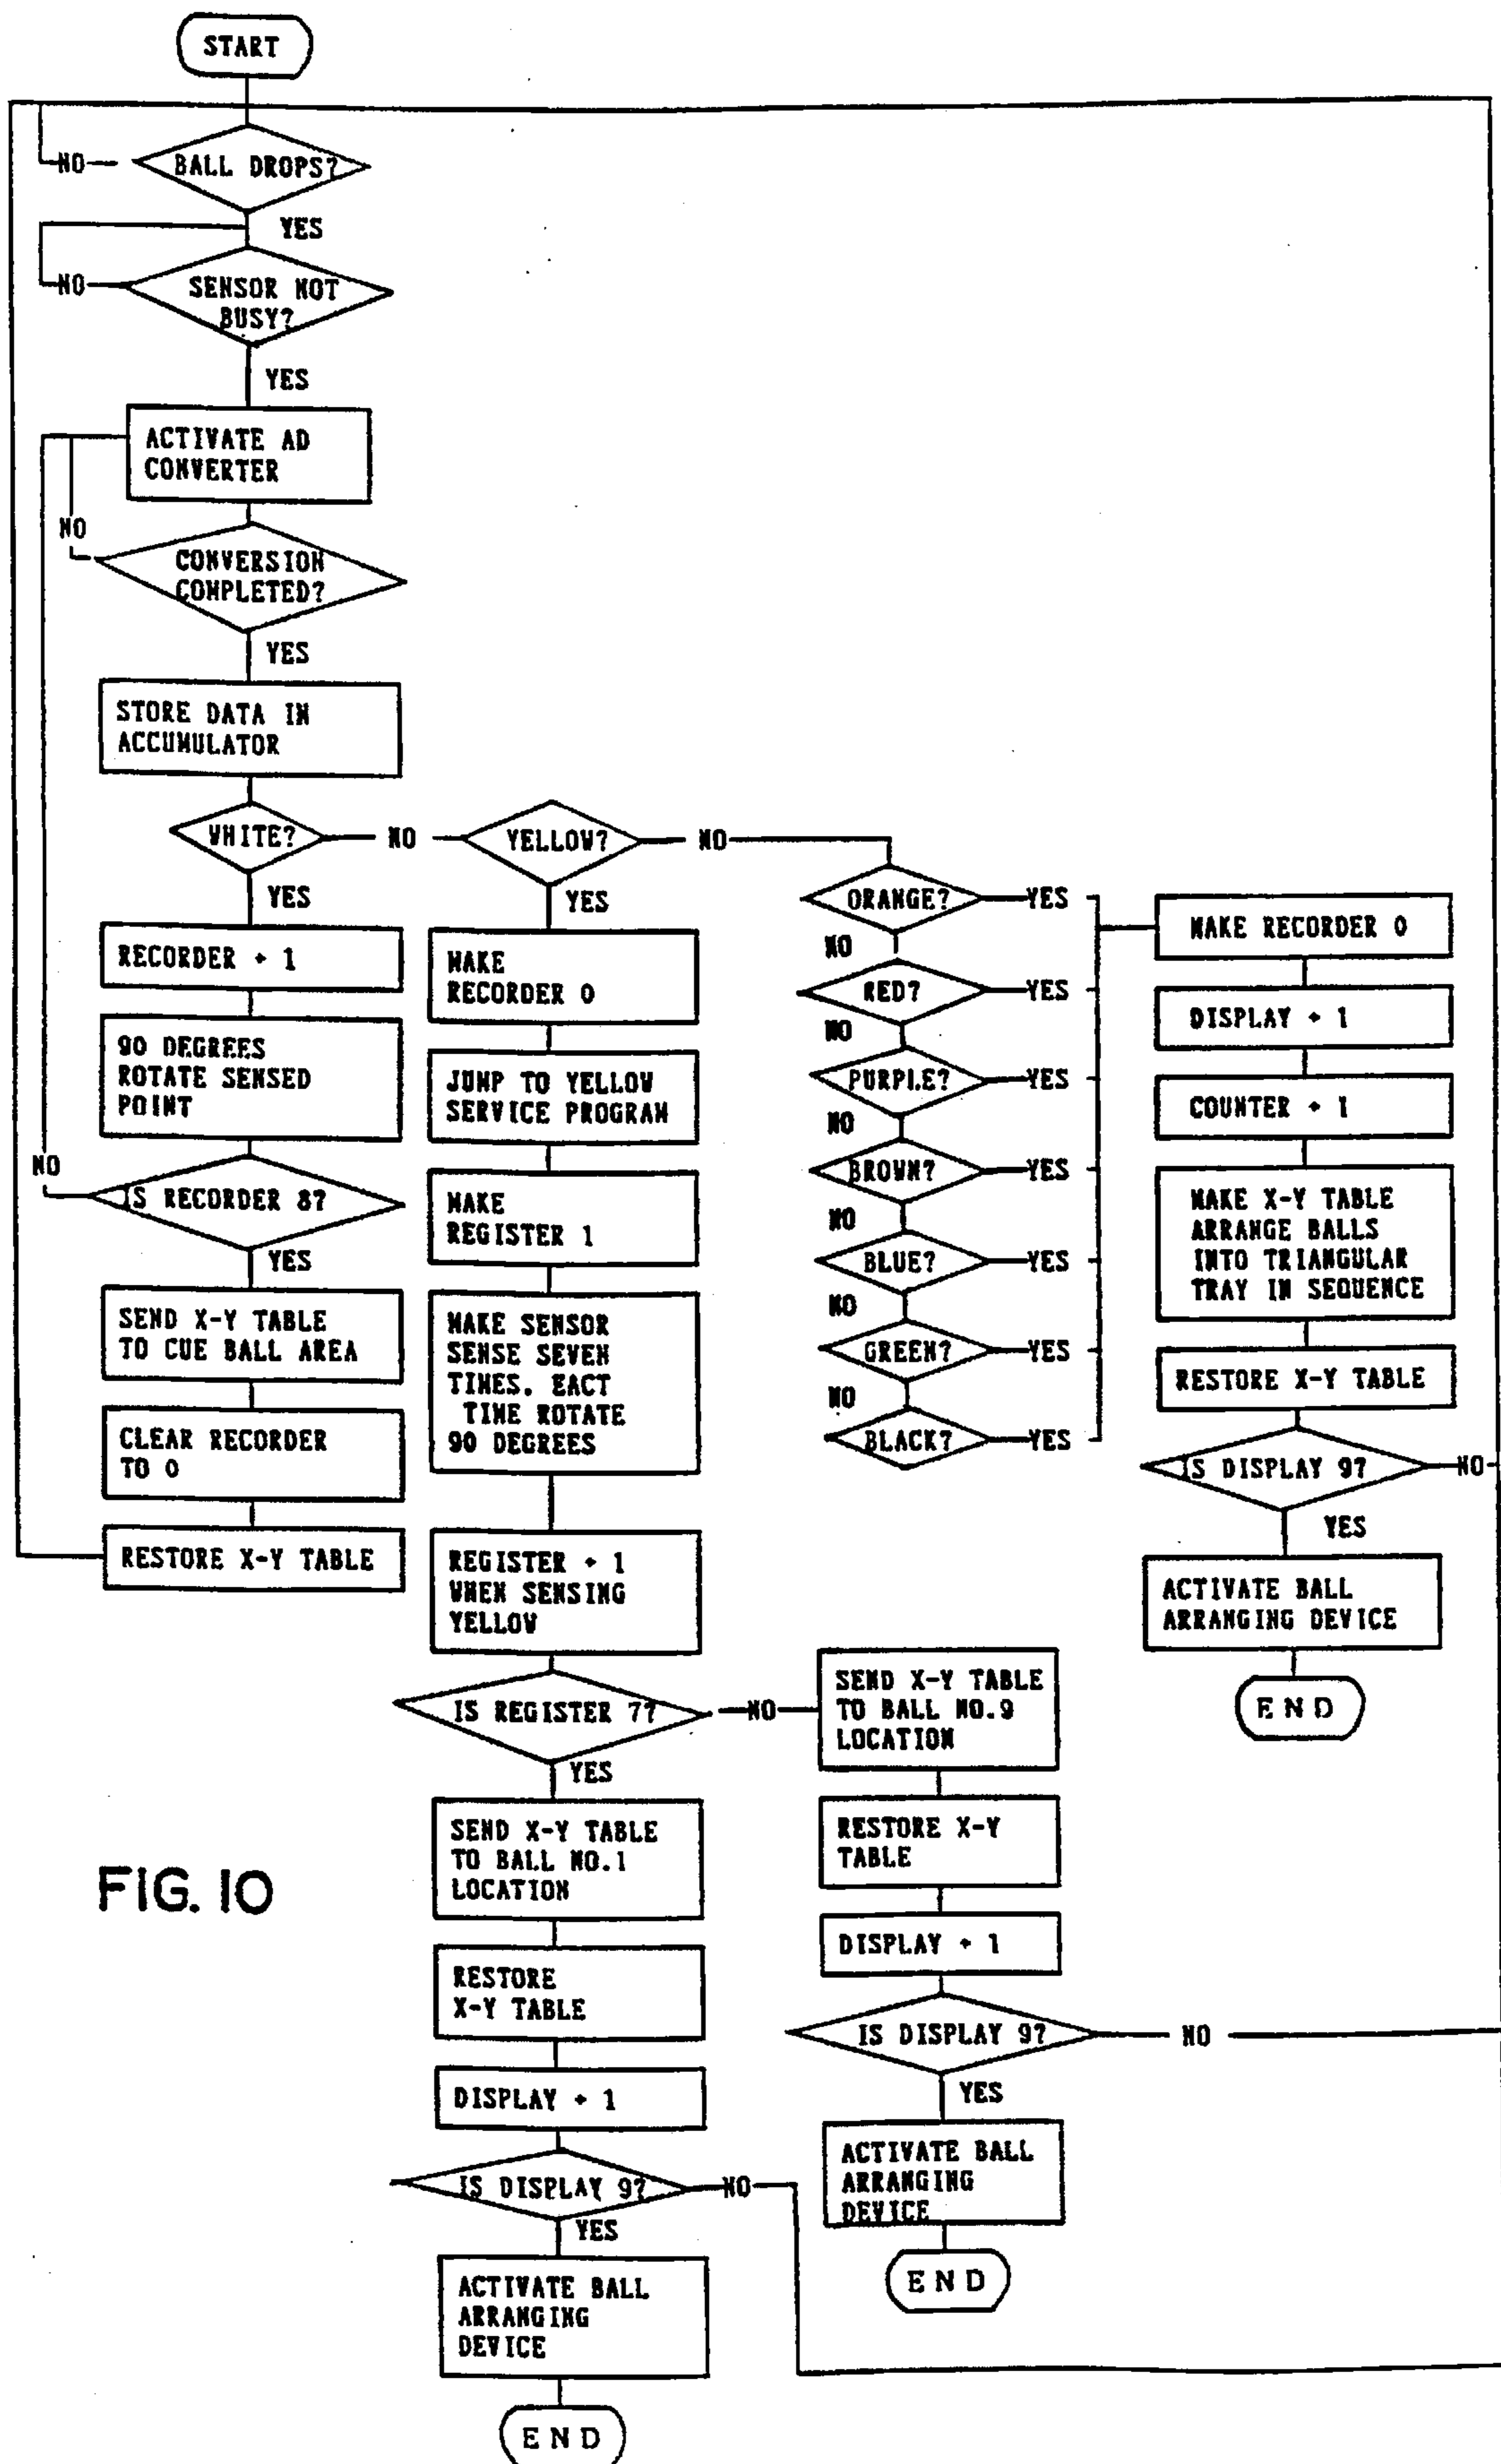 START
BALL DROPS?
NO
YES
SENSOR NOT
BUSY?
NO
YES
ACTIVATE AD
CONVERTER
NO
CONVERSION
COMPLETED?
YES
STORE DATA IN
ACCUMULATOR
WHITE?
NO
YES
RECORDER + 1
90 DEGREES
ROTATE SENSED
POINT
NO
IS RECORDER 8?
YES
SEND X-Y TABLE
TO CUE BALL AREA
CLEAR RECORDER
TO 0
RESTORE X-Y TABLE
YELLOW?
NO
YES
MAKE
RECORDER 0
JUMP TO YELLOW
SERVICE PROGRAM
MAKE
REGISTER 1
MAKE SENSOR
SENSE SEVEN
TIMES. EACT
TIME ROTATE
90 DEGREES
REGISTER + 1
WHEN SENSING
YELLOW
IS REGISTER 7?
NO
YES
SEND X-Y TABLE
TO BALL NO.1
LOCATION
RESTORE
X-Y TABLE
DISPLAY + 1
IS DISPLAY 9?
NO
YES
ACTIVATE BALL
ARRANGING
DEVICE
END
SEND X-Y TABLE
TO BALL NO.9
LOCATION
RESTORE X-Y
TABLE
DISPLAY + 1
IS DISPLAY 9?
NO
YES
ACTIVATE BALL
ARRANGING
DEVICE
END
ORANGE?
YES
NO
RED?
YES
NO
PURPLE?
YES
NO
BROWN?
YES
NO
BLUE?
YES
NO
GREEN?
YES
NO
BLACK?
YES
MAKE RECORDER 0
DISPLAY + 1
COUNTER + 1
MAKE X-Y TABLE
ARRANGE BALLS
INTO TRIANGULAR
TRAY IN SEQUENCE
RESTORE X-Y TABLE
IS DISPLAY 9?
NO
YES
ACTIVATE BALL
ARRANGING DEVICE
END
FIG. 10